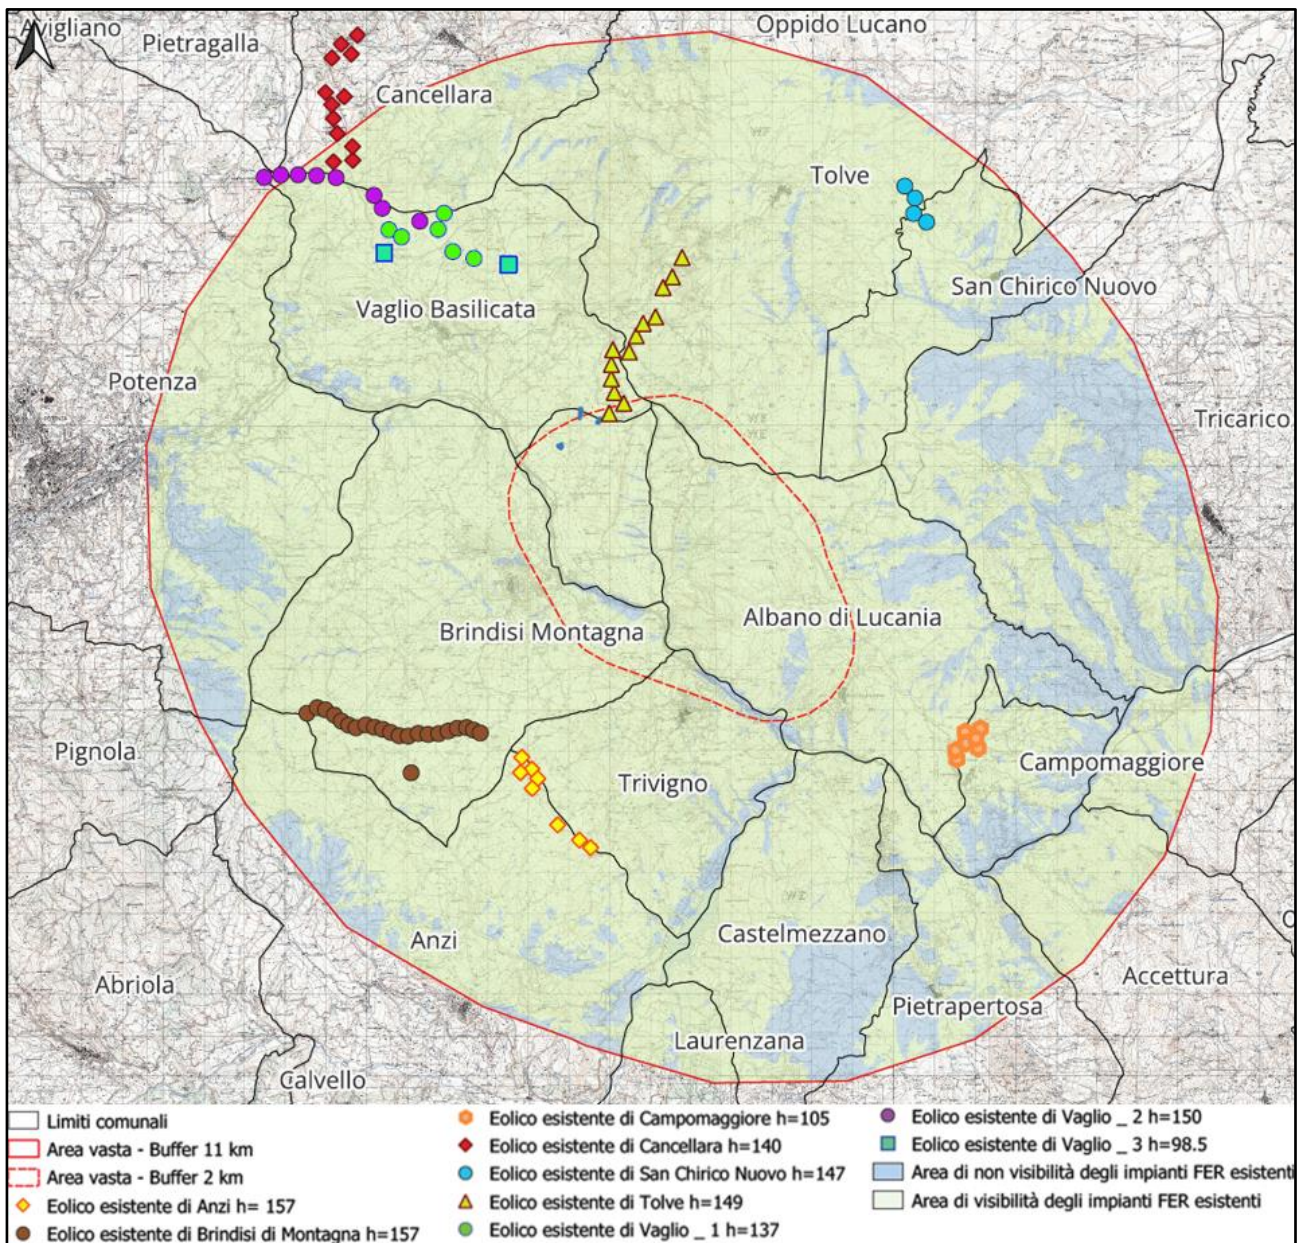 Avigliano
Oppido Lucano
Pietragalla
Cancellara
Tolve
San Chirico Nuovo
Vaglio Basilicata
Potenza
Tricarico
Albano di Lucania
Brindisi Montagna
Pignola
Campomaggiore
Trivigno
Castelmezzano
Anzi
Accettura
Abriola
Pietrapertosa
Laurenzana
Calvello
Limiti comunali
Area vasta - Buffer 11 km
Area vasta - Buffer 2 km
Eolico esistente di Anzi h= 157
Eolico esistente di Brindisi di Montagna h=157
Eolico esistente di Campomaggiore h=105
Eolico esistente di Cancellara h=140
Eolico esistente di San Chirico Nuovo h=147
Eolico esistente di Tolve h=149
Eolico esistente di Vaglio _ 1 h=137
Eolico esistente di Vaglio _ 2 h=150
Eolico esistente di Vaglio _ 3 h=98.5
Area di non visibilità degli impianti FER esistenti
Area di visibilità degli impianti FER esistenti